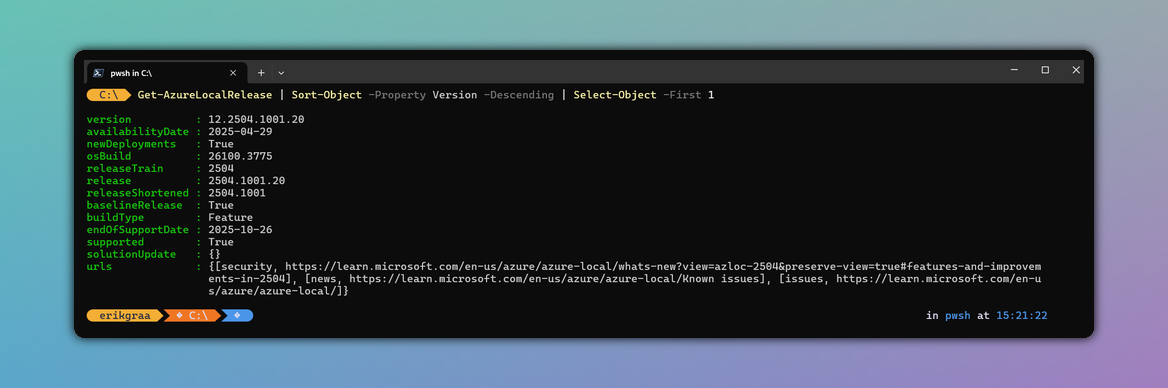 pwsh in C:\
C:\ Get-AzureLocalRelease | Sort-Object -Property Version -Descending | Select-Object -First 1
version : 12.2504.1001.20
availabilityDate : 2025-04-29
newDeployments : True
osBuild : 26100.3775
releaseTrain : 2504
release : 2504.1001.20
releaseShortened : 2504.1001
baselineRelease : True
buildType : Feature
endOfSupportDate : 2025-10-26
supported : True
solutionUpdate : {}
urls : {[security, https://learn.microsoft.com/en-us/azure/azure-local/whats-new?view=azloc-2504&preserve-view=true#features-and-improvem
ents-in-2504], [news, https://learn.microsoft.com/en-us/azure/azure-local/Known issues], [issues, https://learn.microsoft.com/en-u
s/azure/azure-local/]}
erikgraa C:\ in pwsh at 15:21:22